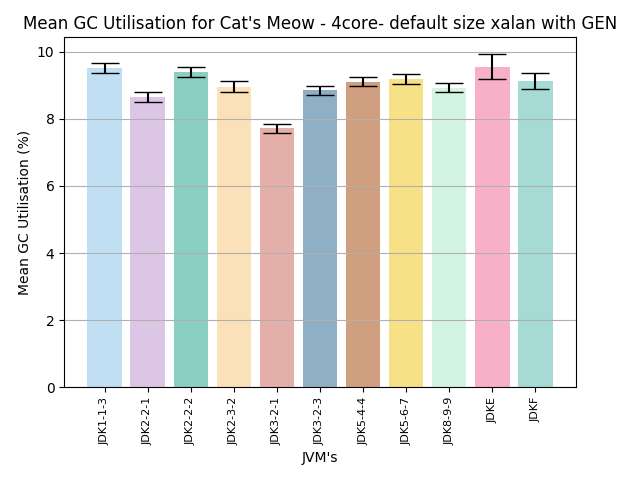 Mean GC Utilisation for Cat's Meow - 4core- default size xalan with GEN
Mean GC Utilisation (%)
10
8
6
4
2
0
JDK1-1-3
JDK2-2-1
JDK2-2-2
JDK2-3-2
JDK3-2-1
JDK3-2-3
JDK5-4-4
JDK5-6-7
JDK8-9-9
JDKE
JDKF
JVM's